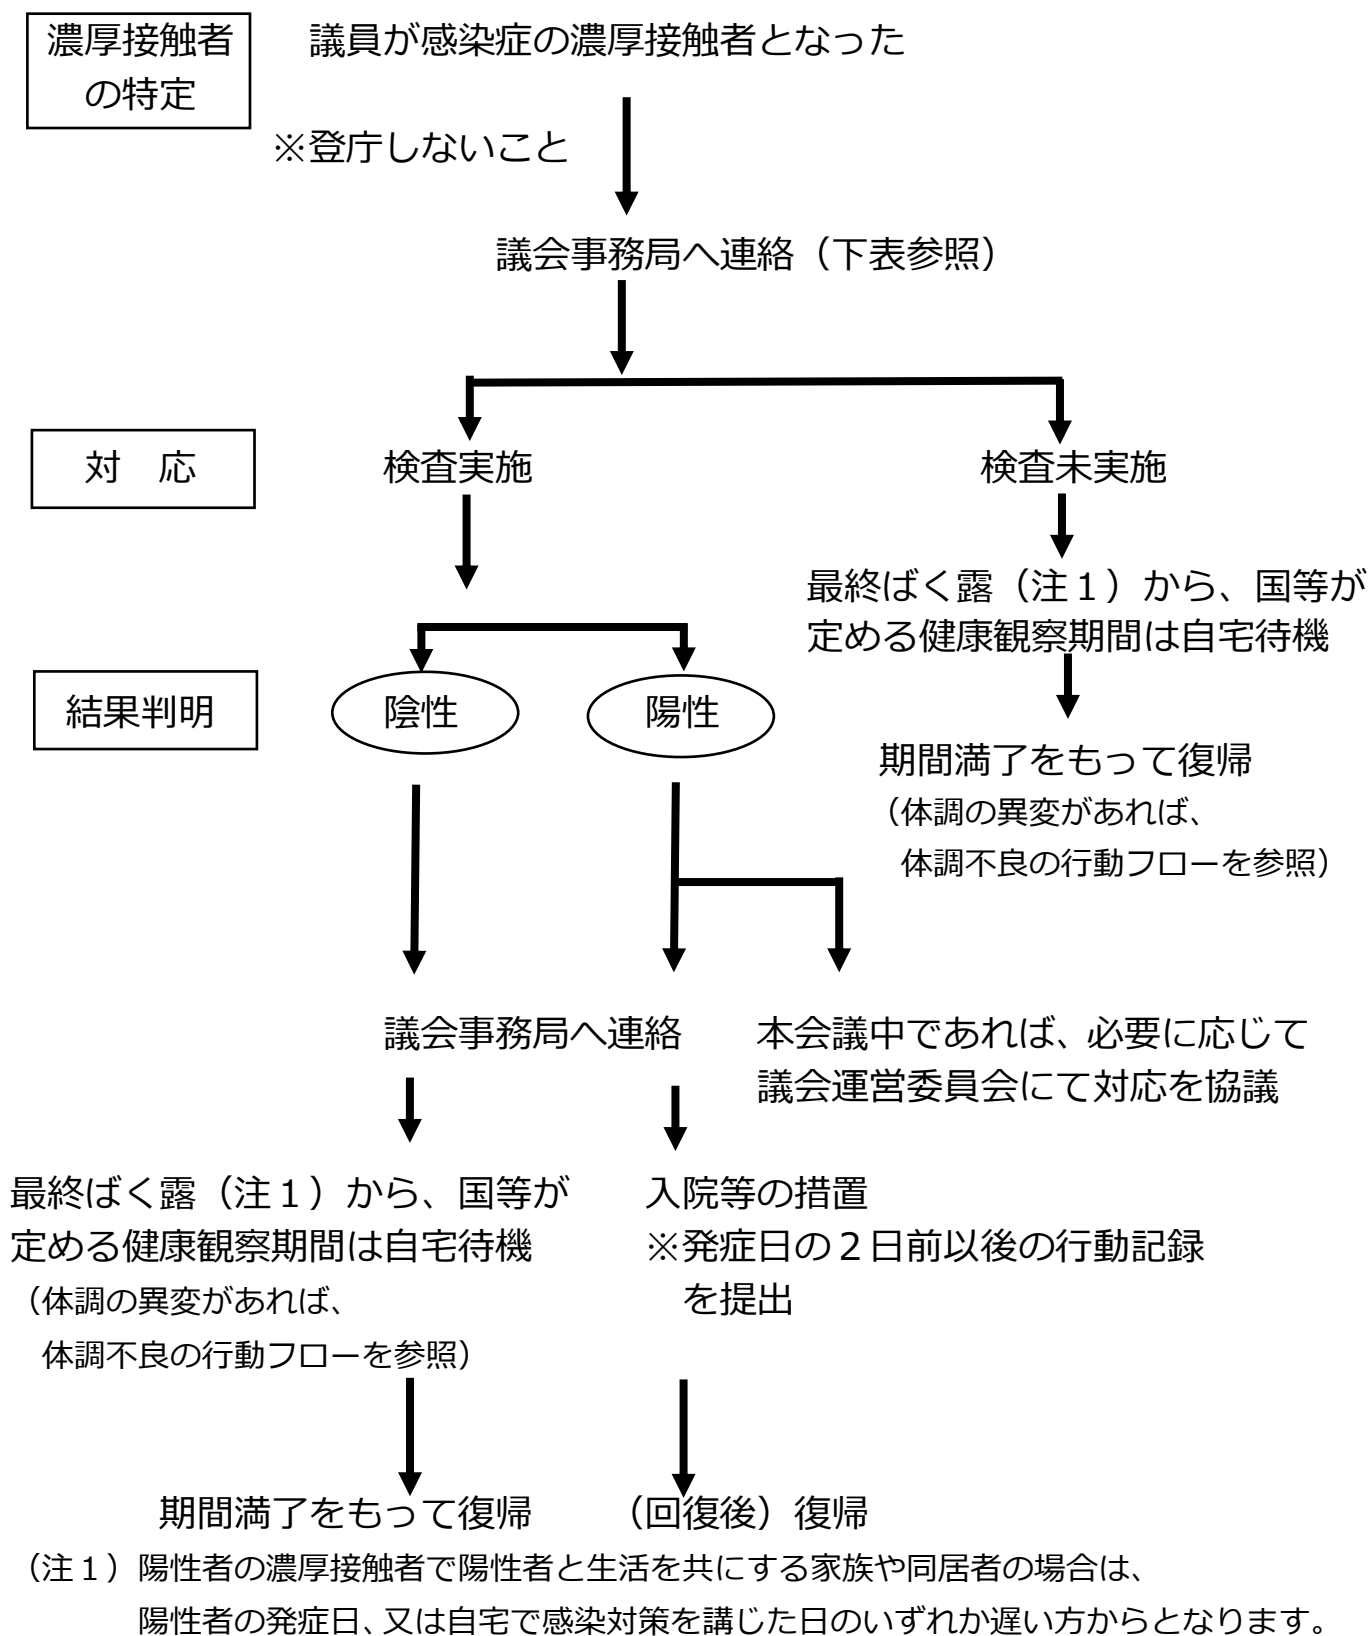 濃厚接触者
の特定
議員が感染症の濃厚接触者となった
※登庁しないこと
議会事務局へ連絡（下表参照）
対　応
検査実施
検査未実施
最終ばく露（注１）から、国等が
定める健康観察期間は自宅待機
結果判明
陰性
陽性
期間満了をもって復帰
（体調の異変があれば、
体調不良の行動フローを参照）
議会事務局へ連絡
本会議中であれば、必要に応じて
議会運営委員会にて対応を協議
最終ばく露（注１）から、国等が
定める健康観察期間は自宅待機
（体調の異変があれば、
体調不良の行動フローを参照）
入院等の措置
※発症日の２日前以後の行動記録
を提出
期間満了をもって復帰
（回復後）復帰
（注１）陽性者の濃厚接触者で陽性者と生活を共にする家族や同居者の場合は、
陽性者の発症日、又は自宅で感染対策を講じた日のいずれか遅い方からとなります。